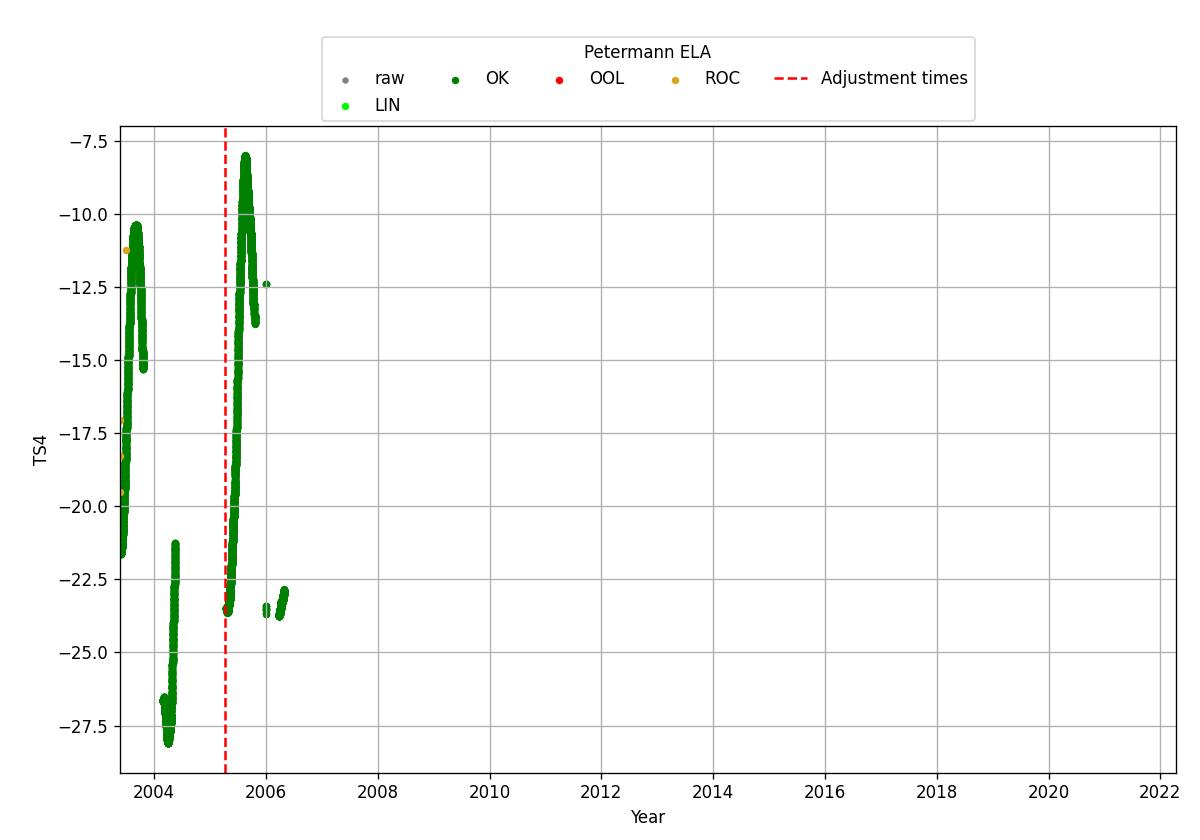 Petermann ELA
raw OK OOL ROC Adjustment times
LIN
−7.5
−10.0
−12.5
−15.0
−17.5
−20.0
−22.5
−25.0
−27.5
TS4
2004 2006 2008 2010 2012 2014 2016 2018 2020 2022
Year